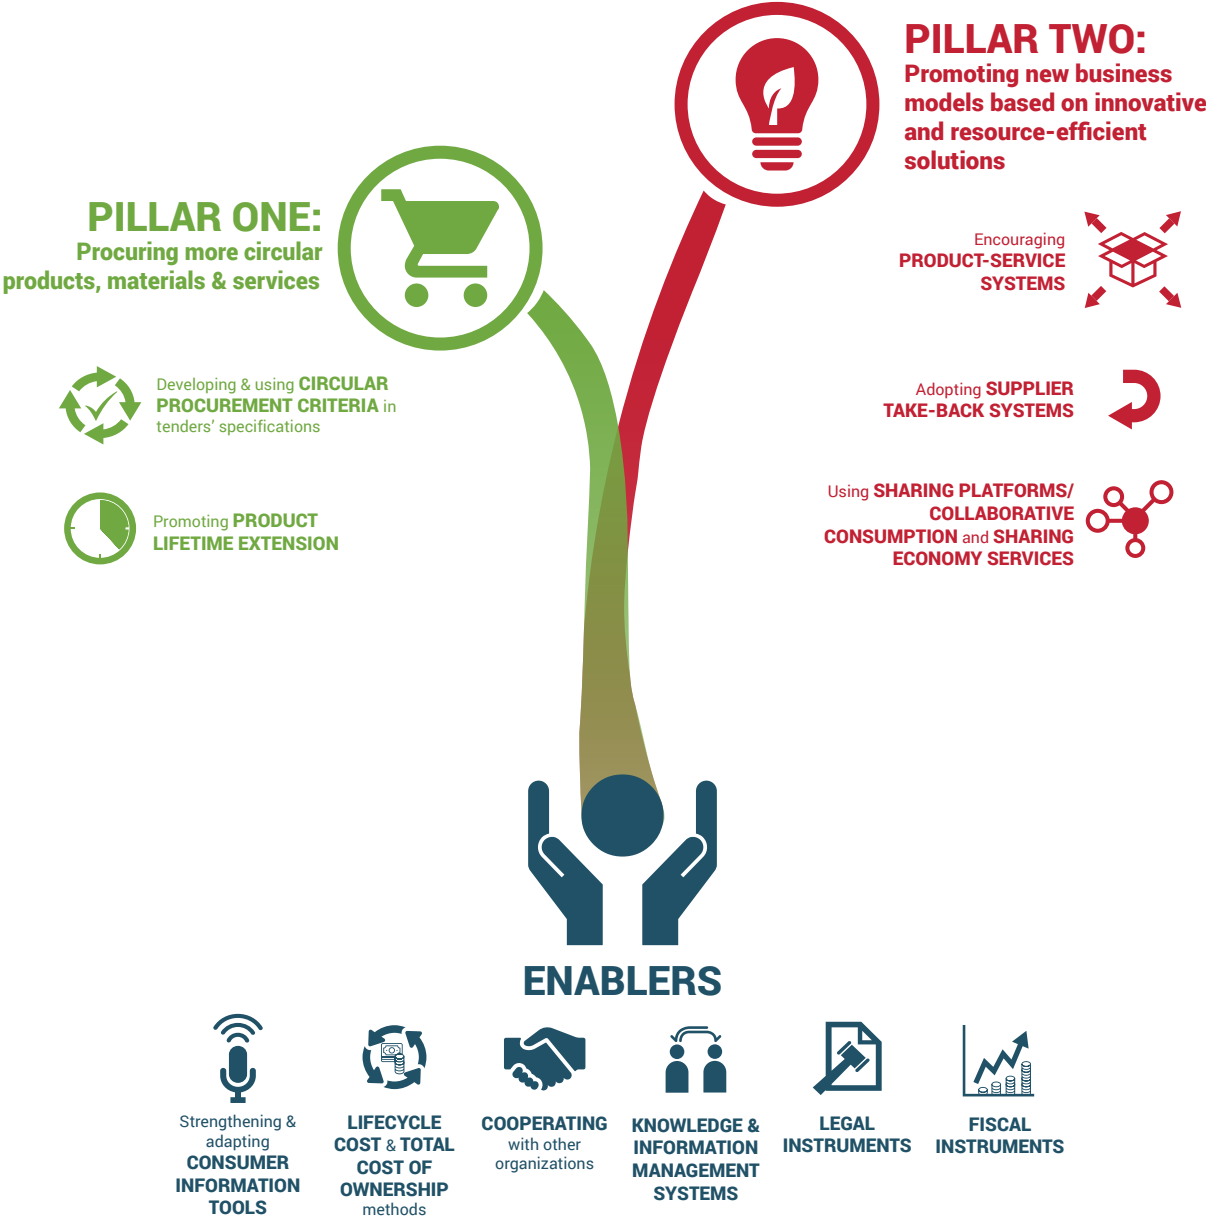 PILLAR TWO:
Promoting new business
models based on innovative
and resource-efficient
solutions
PILLAR ONE:
Procuring more circular
products, materials & services
Encouraging
PRODUCT-SERVICE
SYSTEMS
Developing & using CIRCULAR
PROCUREMENT CRITERIA in
tenders’ specifications
Adopting SUPPLIER
TAKE-BACK SYSTEMS
Promoting PRODUCT
LIFETIME EXTENSION
Using SHARING PLATFORMS/
COLLABORATIVE
CONSUMPTION and SHARING
ECONOMY SERVICES
ENABLERS
Strengthening &
adapting
CONSUMER
INFORMATION
TOOLS
LIFECYCLE
COST & TOTAL
COST OF
OWNERSHIP
methods
COOPERATING
with other
organizations
KNOWLEDGE &
INFORMATION
MANAGEMENT
SYSTEMS
LEGAL
INSTRUMENTS
FISCAL
INSTRUMENTS